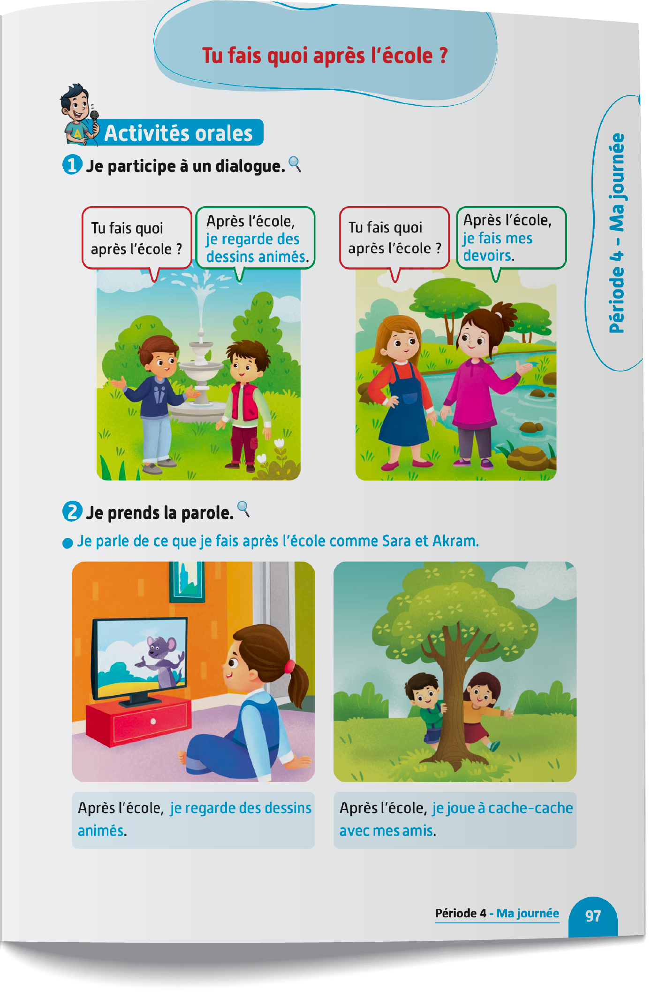 Tu fais quoi après l'école ?
Activités orales
1 Je participe à un dialogue.
Tu fais quoi
après l'école ?
Après l'école,
je regarde des
dessins animés.
Tu fais quoi
après l'école ?
Après l'école,
je fais mes
devoirs.
2 Je prends la parole.
● Je parle de ce que je fais après l'école comme Sara et Akram.
Après l'école, je regarde des dessins
animés.
Après l'école, je joue à cache-cache
avec mes amis.
Période 4 - Ma journée
Période 4 - Ma journée
97
A